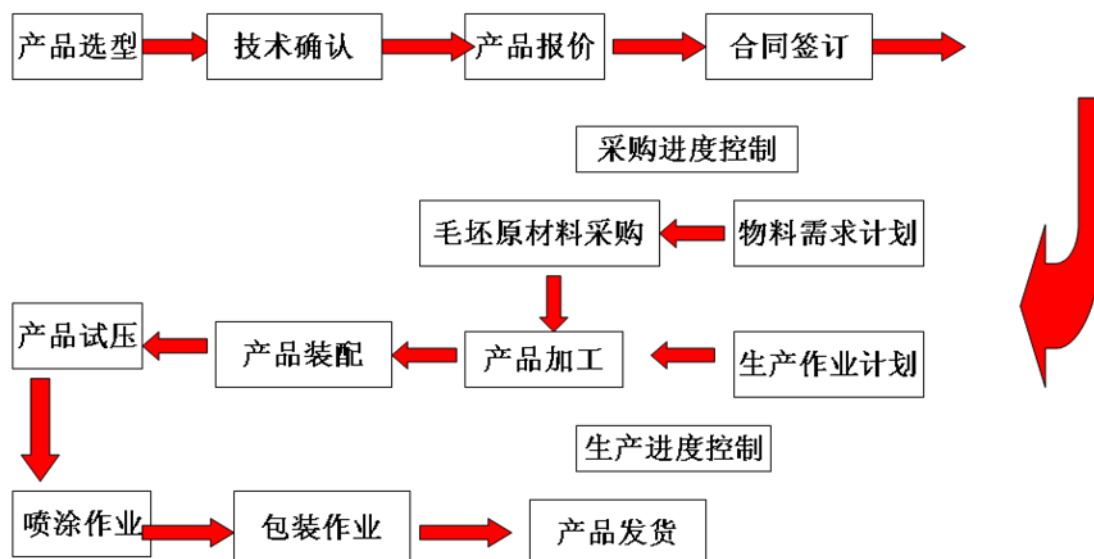 产品选型
技术确认
产品报价
合同签订
采购进度控制
毛坯原材料采购
物料需求计划
产品试压
产品装配
产品加工
生产作业计划
生产进度控制
喷涂作业
包装作业
产品发货